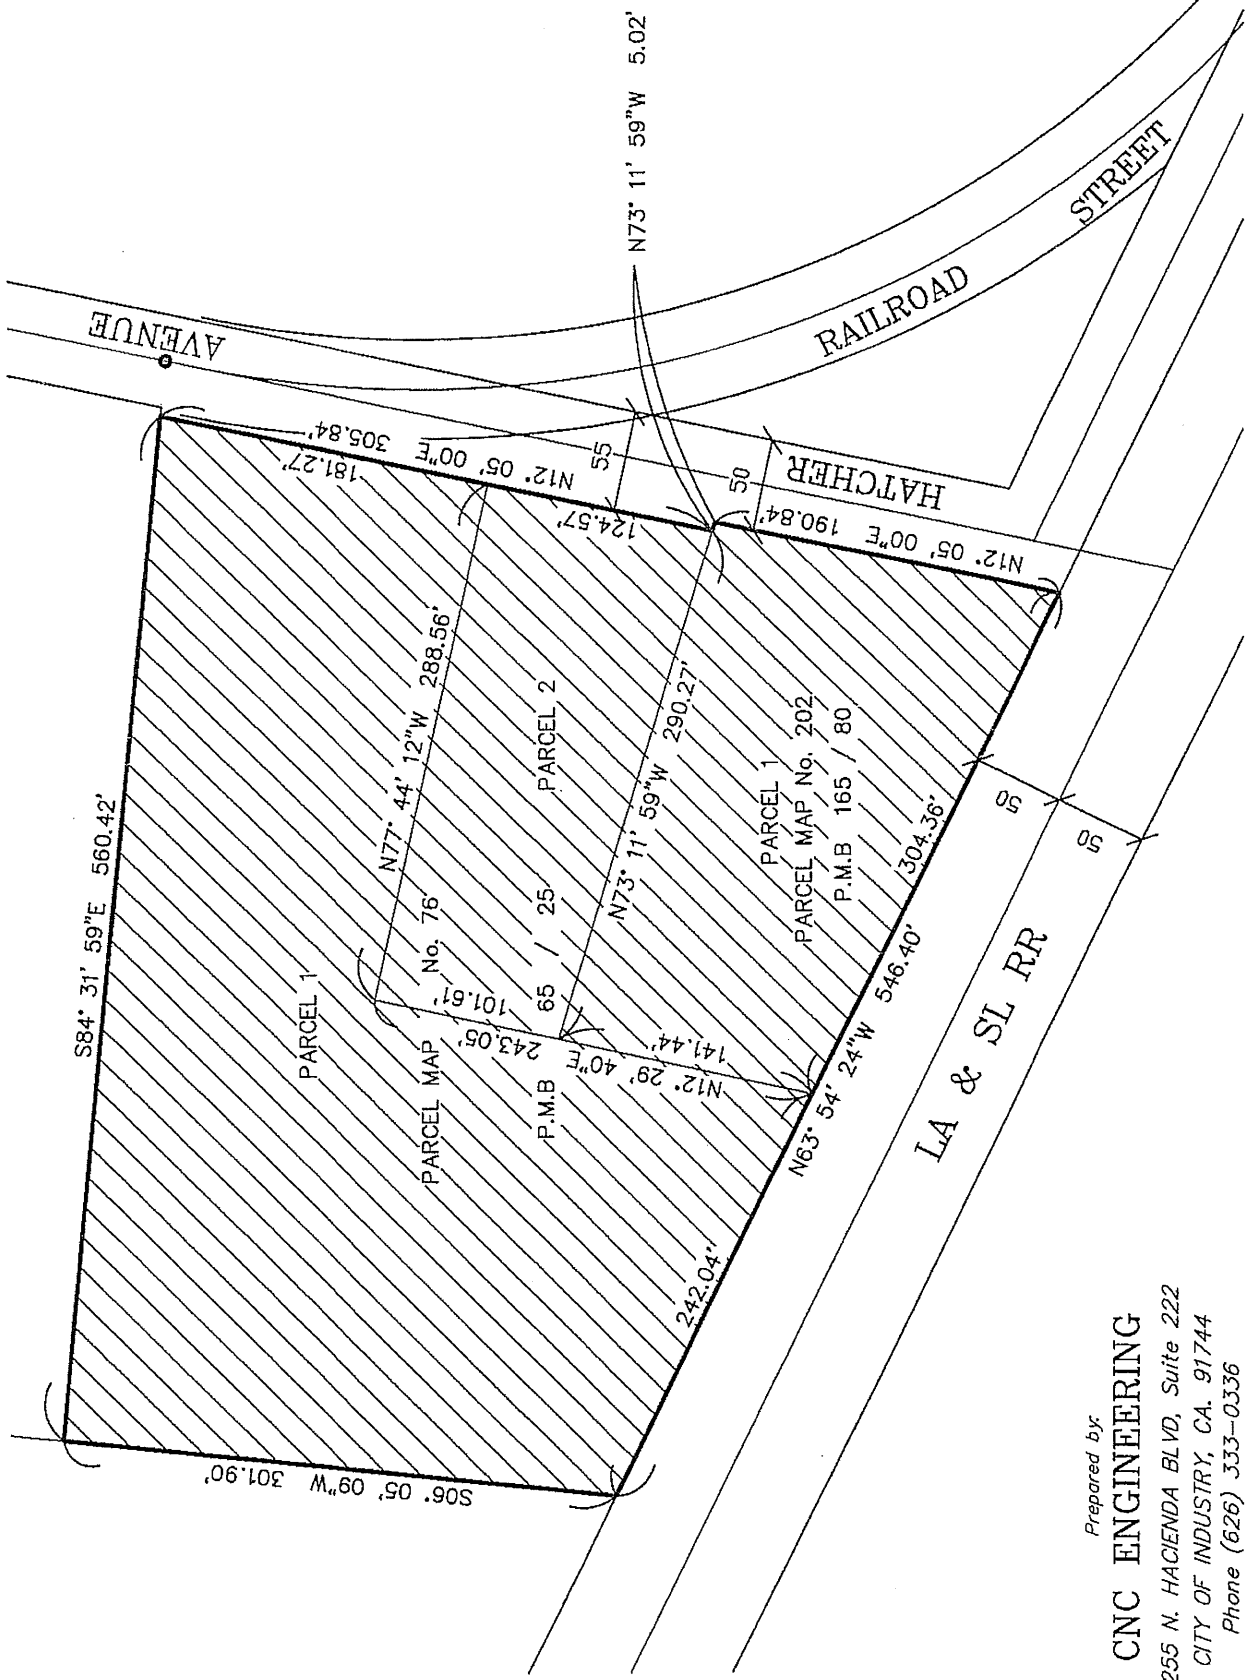 S84° 31' 59"E 560.42'
S06° 05' 09"W 301.90'
AVENUE
N12° 05' 00"E 305.84'
181.27'
124.57'
55
50
HATCHER
N12° 05' 00"E 190.84'
N73° 11' 59"W 5.02'
RAILROAD
STREET
N77° 44' 12"W 288.56'
PARCEL 1
PARCEL MAP No. 76
P.M.B 65 / 25
PARCEL 2
101.61'
N12° 29' 40"E 243.05'
141.44'
N73° 11' 59"W 290.27'
PARCEL 1
PARCEL MAP No. 202
P.M.B 165 / 80
304.36'
N63° 54' 24"W 546.40'
242.04'
50
50
LA & SL RR
Prepared by:
CNC ENGINEERING
255 N. HACIENDA BLVD, Suite 222
CITY OF INDUSTRY, CA. 91744
Phone (626) 333-0336